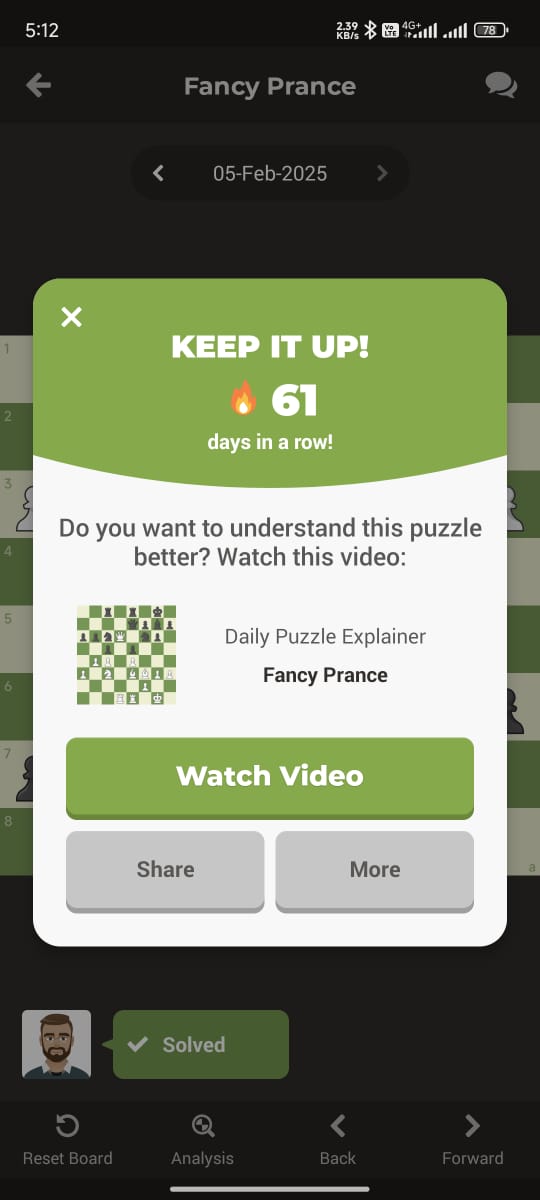 5:12
2.39
KB/s
Vo
LTE
4G+
78
Fancy Prance
05-Feb-2025
KEEP IT UP!
61
days in a row!
1
2
3
4
5
6
7
8
a
Do you want to understand this puzzle
better? Watch this video:
Daily Puzzle Explainer
Fancy Prance
Watch Video
Share
More
Solved
Reset Board
Analysis
Back
Forward